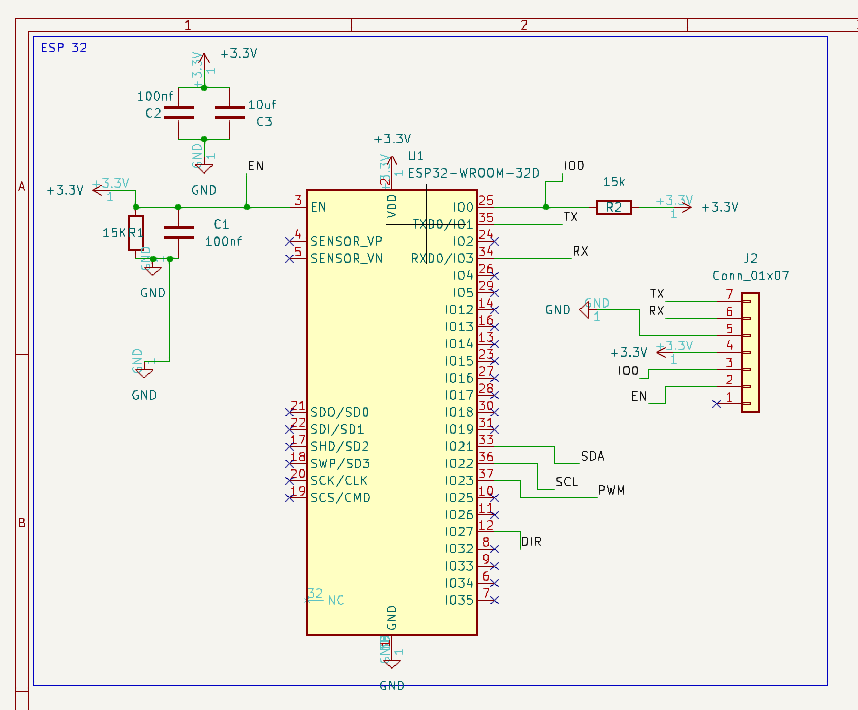 1 2
ESP 32
+3.3V
+3.3V
1
100nf
C2
10uf
C3
GND
1
GND
EN
+3.3V
+3.3V
1
15K
R1
C1
100nf
GND
GND
GND
1
GND
A
B
+3.3V
+3.3V
1
2
U1
ESP32-WROOM-32D
VDD
3 EN
4 SENSOR_VP
5 SENSOR_VN
21 SDO/SD0
22 SDI/SD1
17 SHD/SD2
18 SWP/SD3
20 SCK/CLK
19 SCS/CMD
32 NC
IO0 25
TXD0/IO1 35
IO2 24
RXD0/IO3 34
IO4 26
IO5 29
IO12 14
IO13 16
IO14 13
IO15 23
IO16 27
IO17 28
IO18 30
IO19 31
IO21 33
IO22 36
IO23 37
IO25 10
IO26 11
IO27 12
IO32 8
IO33 9
IO34 6
IO35 7
GND
1
GND
IO0
15k
R2
+3.3V
1
+3.3V
TX
RX
SDA
SCL
PWM
DIR
J2
Conn_01x07
TX 7
RX 6
GND
GND
1
5
+3.3V
+3.3V
1
4
IO0 3
EN 2
1